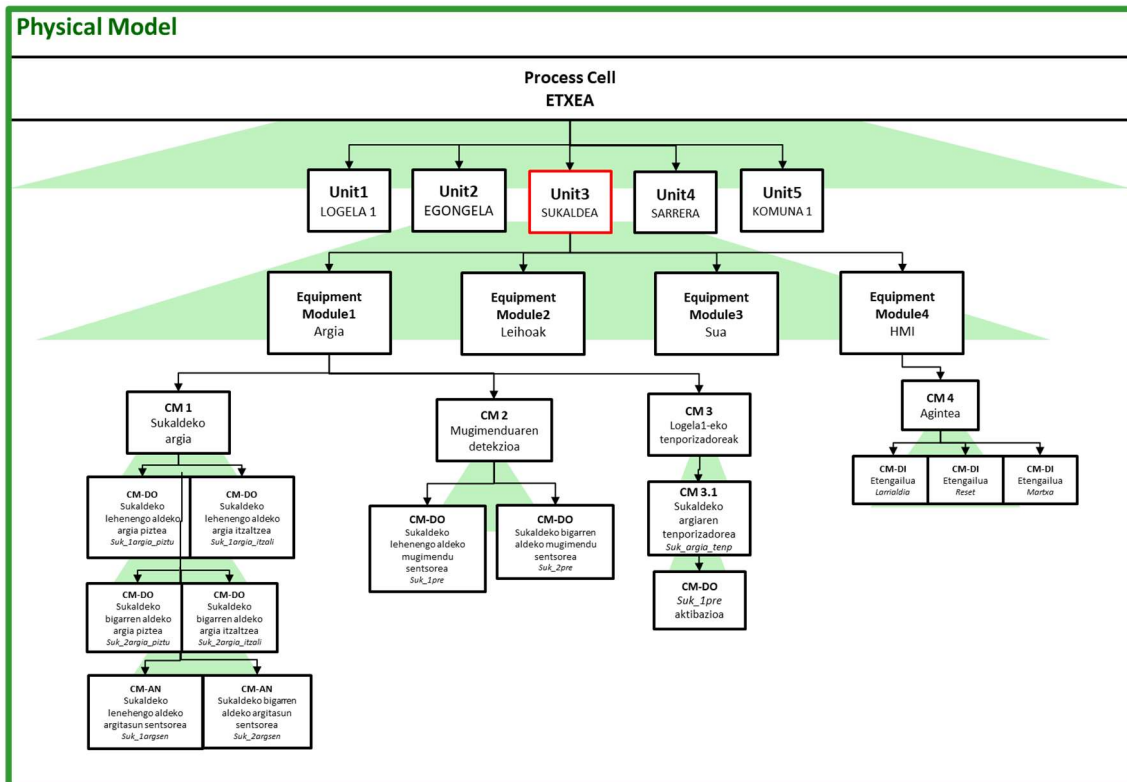 Physical Model
Process Cell
ETXEA
Unit1
LOGELA 1
Unit2
EGONGELA
Unit3
SUKALDEA
Unit4
SARRERA
Unit5
KOMUNA 1
Equipment
Module1
Argia
Equipment
Module2
Leihoak
Equipment
Module3
Sua
Equipment
Module4
HMI
CM 1
Sukaldeko
argia
CM 2
Mugimenduaren
detekzioa
CM 3
Logela1-eko
tenporizadoreak
CM 4
Agintea
CM-DO
Sukaldeko
lehenengo aldeko
argia piztea
Suk_1argia_piztu
CM-DO
Sukaldeko
lehenengo aldeko
argia itzaltzea
Suk_1argia_itzali
CM-DO
Sukaldeko
bigarren aldeko
argia piztea
Suk_2argia_piztu
CM-DO
Sukaldeko
bigarren aldeko
argia itzaltzea
Suk_2argia_itzali
CM-AN
Sukaldeko
lenehengo aldeko
argitasun sentsorea
Suk_1argsen
CM-AN
Sukaldeko bigarren
aldeko argitasun
sentsorea
Suk_2argsen
CM-DO
Sukaldeko
lehenengo aldeko
mugimendu
sentsorea
Suk_1pre
CM-DO
Sukaldeko bigarren
aldeko mugimendu
sentsorea
Suk_2pre
CM 3.1
Sukaldeko
argiaren
tenporizadorea
Suk_argia_tenp
CM-DO
Suk_1pre
aktibazioa
CM-DI
Etengailua
Larrialdia
CM-DI
Etengailua
Reset
CM-DI
Etengailua
Martxa